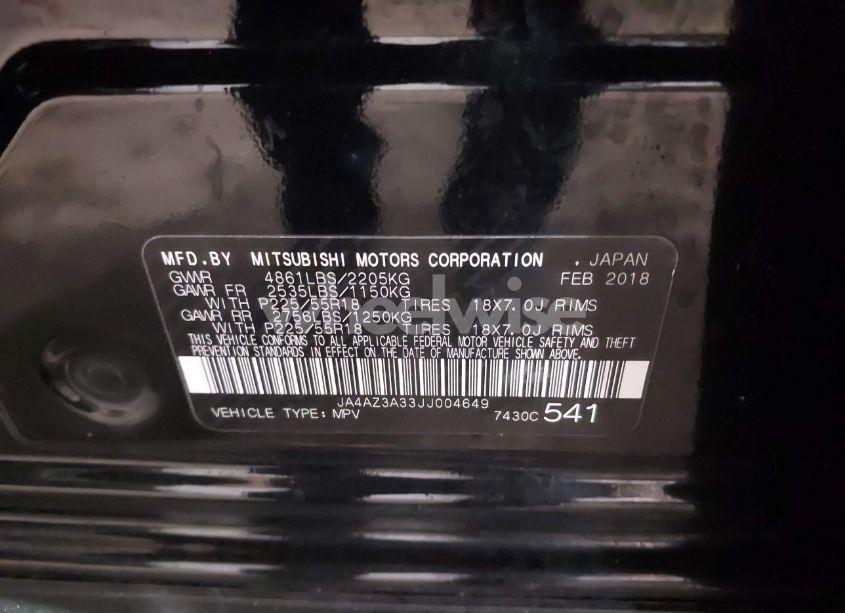 MFD.BY MITSUBISHI MOTORS CORPORATION . JAPAN
GVWR 4861LBS/2205KG FEB 2018
GAWR FR 2535LBS/1150KG
WITH P225/55R18 TIRES 18X7.0J RIMS
GAWR RR 2756LBS/1250KG
WITH P225/55R18 TIRES 18X7.0J RIMS
THIS VEHICLE CONFORMS TO ALL APPLICABLE FEDERAL MOTOR VEHICLE SAFETY AND THEFT
PREVENTION STANDARDS IN EFFECT ON THE DATE OF MANUFACTURE SHOWN ABOVE.
JA4AZ3A33JJ004649
VEHICLE TYPE: MPV 7430C 541